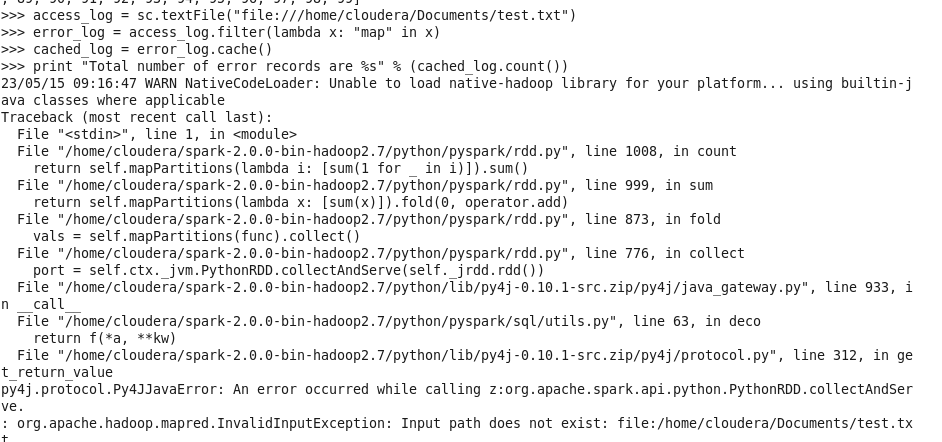 , 89, 90, 91, 92, 93, 94, 95, 96, 97, 98, 99]
>>> access_log = sc.textFile("file:///home/cloudera/Documents/test.txt")
>>> error_log = access_log.filter(lambda x: "map" in x)
>>> cached_log = error_log.cache()
>>> print "Total number of error records are %s" % (cached_log.count())
23/05/15 09:16:47 WARN NativeCodeLoader: Unable to load native-hadoop library for your platform... using builtin-j
ava classes where applicable
Traceback (most recent call last):
  File "<stdin>", line 1, in <module>
  File "/home/cloudera/spark-2.0.0-bin-hadoop2.7/python/pyspark/rdd.py", line 1008, in count
    return self.mapPartitions(lambda i: [sum(1 for _ in i)]).sum()
  File "/home/cloudera/spark-2.0.0-bin-hadoop2.7/python/pyspark/rdd.py", line 999, in sum
    return self.mapPartitions(lambda x: [sum(x)]).fold(0, operator.add)
  File "/home/cloudera/spark-2.0.0-bin-hadoop2.7/python/pyspark/rdd.py", line 873, in fold
    vals = self.mapPartitions(func).collect()
  File "/home/cloudera/spark-2.0.0-bin-hadoop2.7/python/pyspark/rdd.py", line 776, in collect
    port = self.ctx._jvm.PythonRDD.collectAndServe(self._jrdd.rdd())
  File "/home/cloudera/spark-2.0.0-bin-hadoop2.7/python/lib/py4j-0.10.1-src.zip/py4j/java_gateway.py", line 933, i
n __call__
  File "/home/cloudera/spark-2.0.0-bin-hadoop2.7/python/pyspark/sql/utils.py", line 63, in deco
    return f(*a, **kw)
  File "/home/cloudera/spark-2.0.0-bin-hadoop2.7/python/lib/py4j-0.10.1-src.zip/py4j/protocol.py", line 312, in ge
t_return_value
py4j.protocol.Py4JJavaError: An error occurred while calling z:org.apache.spark.api.python.PythonRDD.collectAndSer
ve.
: org.apache.hadoop.mapred.InvalidInputException: Input path does not exist: file:/home/cloudera/Documents/test.tx
t